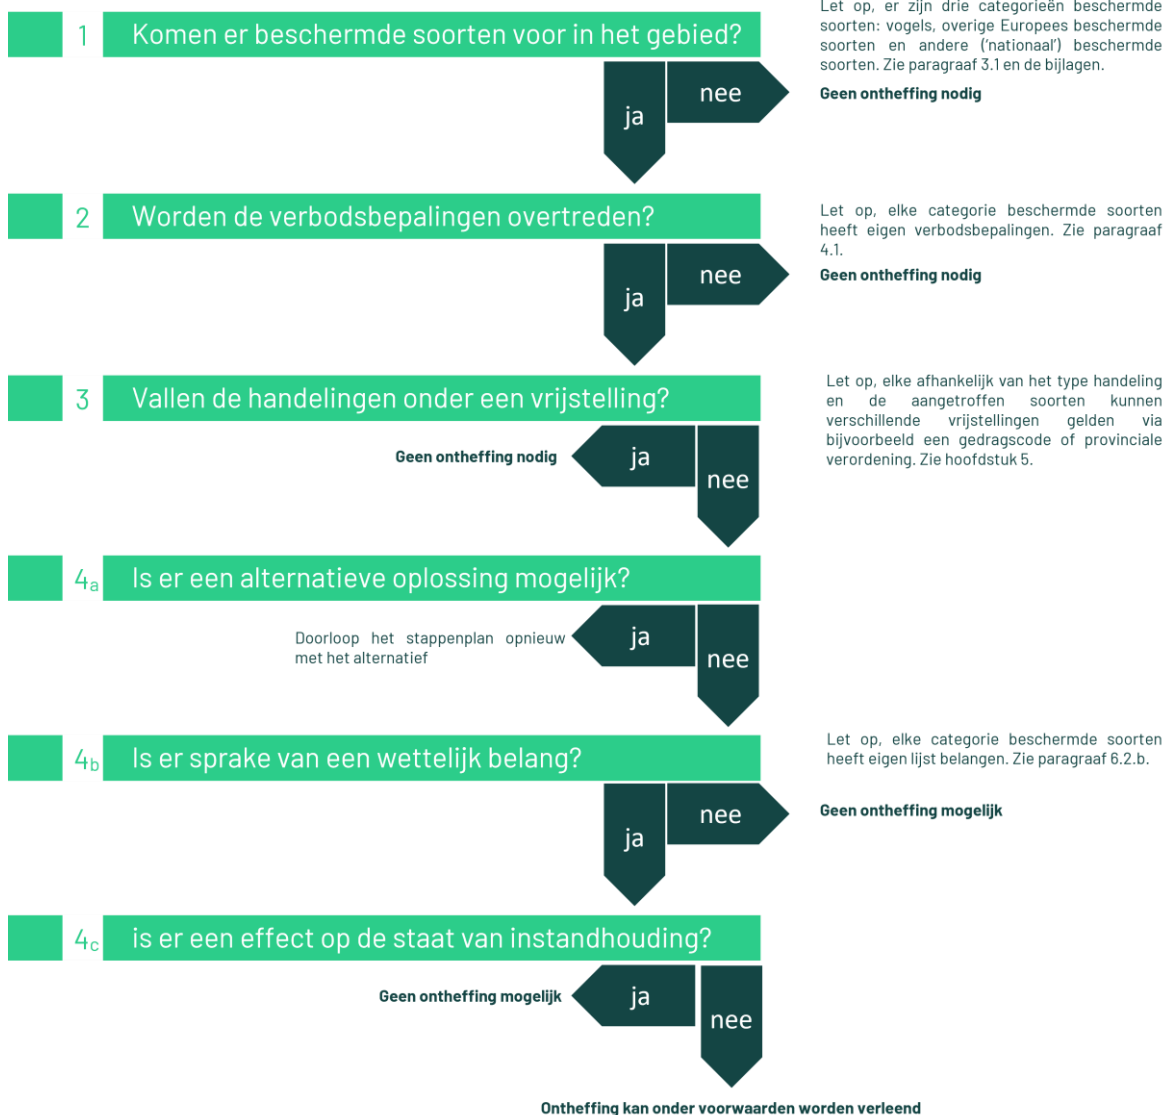 Let op, er zijn drie categorieën beschermde
soorten: vogels, overige Europees beschermde
soorten en andere (‘nationaal’) beschermde
soorten. Zie paragraaf 3.1 en de bijlagen.
1 Komen er beschermde soorten voor in het gebied?
nee
Geen ontheffing nodig
ja
2 Worden de verbodsbepalingen overtreden?
Let op, elke categorie beschermde soorten
heeft eigen verbodsbepalingen. Zie paragraaf
4.1.
nee
Geen ontheffing nodig
ja
3 Vallen de handelingen onder een vrijstelling?
Let op, elke afhankelijk van het type handeling
en de aangetroffen soorten kunnen
verschillende vrijstellingen gelden via
bijvoorbeeld een gedragscode of provinciale
verordening. Zie hoofdstuk 5.
Geen ontheffing nodig
ja
nee
4a Is er een alternatieve oplossing mogelijk?
Doorloop het stappenplan opnieuw
met het alternatief
ja
nee
4b Is er sprake van een wettelijk belang?
Let op, elke categorie beschermde soorten
heeft eigen lijst belangen. Zie paragraaf 6.2.b.
nee
Geen ontheffing mogelijk
ja
4c is er een effect op de staat van instandhouding?
Geen ontheffing mogelijk
ja
nee
Ontheffing kan onder voorwaarden worden verleend